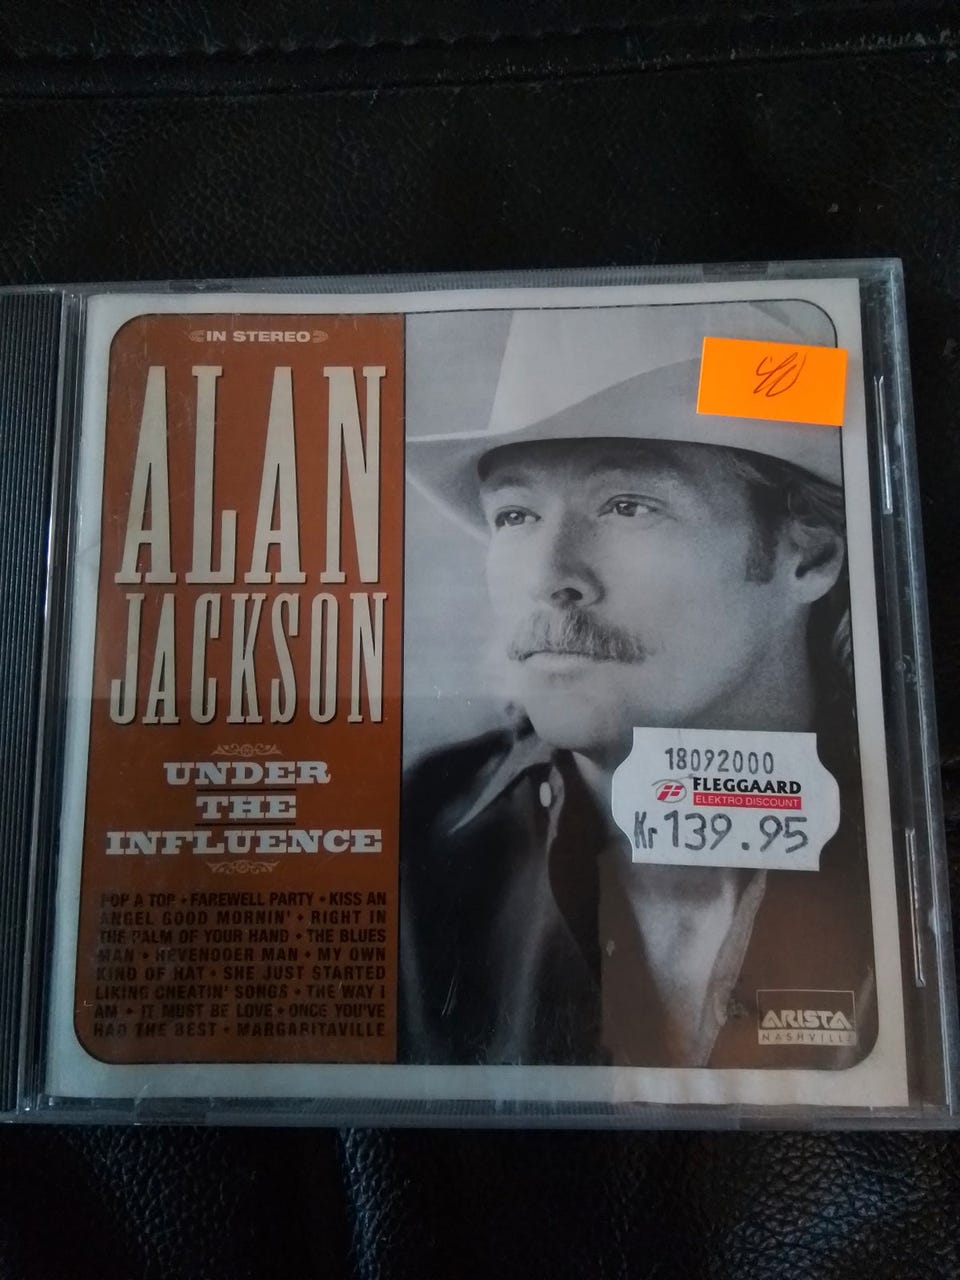 IN STEREO
ALAN
JACKSON
UNDER
THE
INFLUENCE
POP A TOP • FAREWELL PARTY • KISS AN
ANGEL GOOD MORNIN' • RIGHT IN
THE PALM OF YOUR HAND • THE BLUES
MAN • REVENOOER MAN • MY OWN
KIND OF HAT • SHE JUST STARTED
LIKING CHEATIN' SONGS • THE WAY I
AM • IT MUST BE LOVE • ONCE YOU'VE
HAD THE BEST • MARGARITAVILLE
40
18092000
FLEGGAARD
ELEKTRO DISCOUNT
Kr 139.95
ARISTA
NASHVILLE